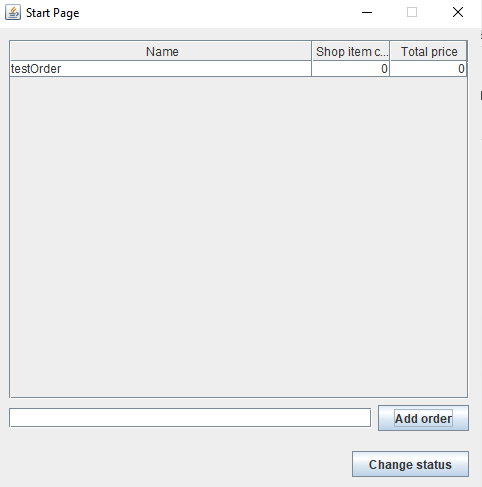 Start Page
Name Shop item c... Total price
testOrder 0 0
Add order
Change status